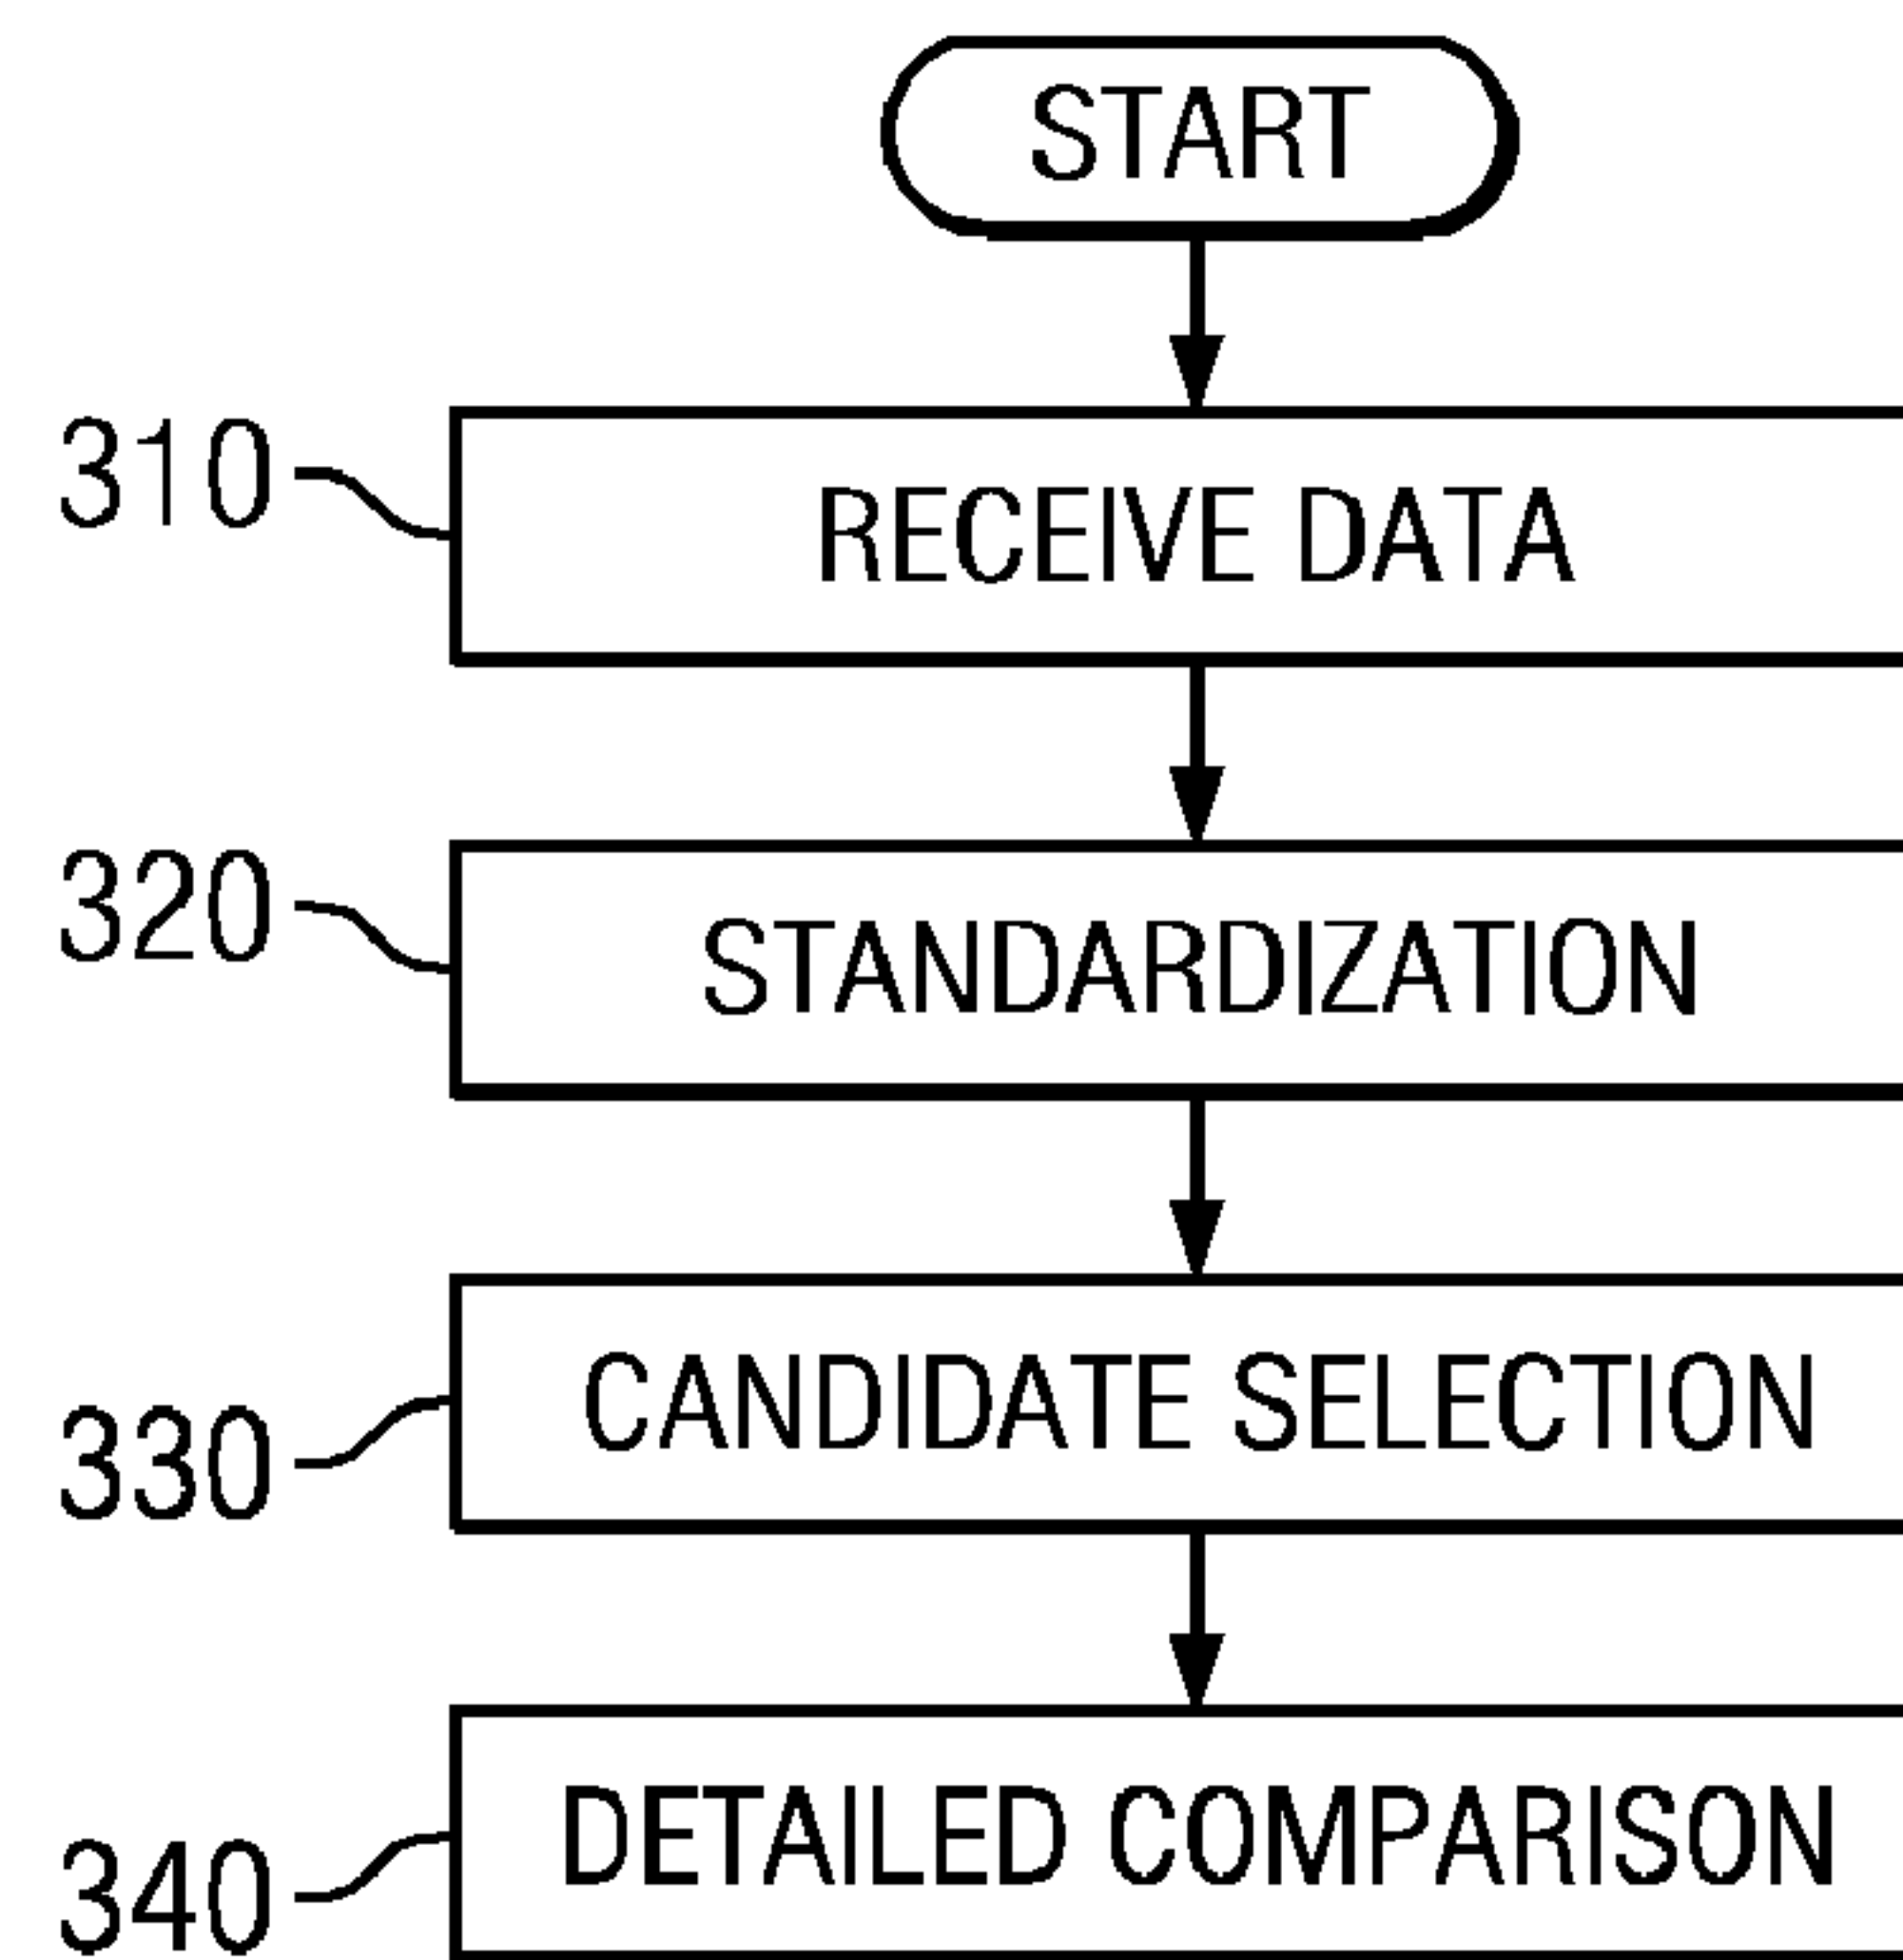 START
310
RECEIVE DATA
320
STANDARDIZATION
330
CANDIDATE SELECTION
340
DETAILED COMPARISON